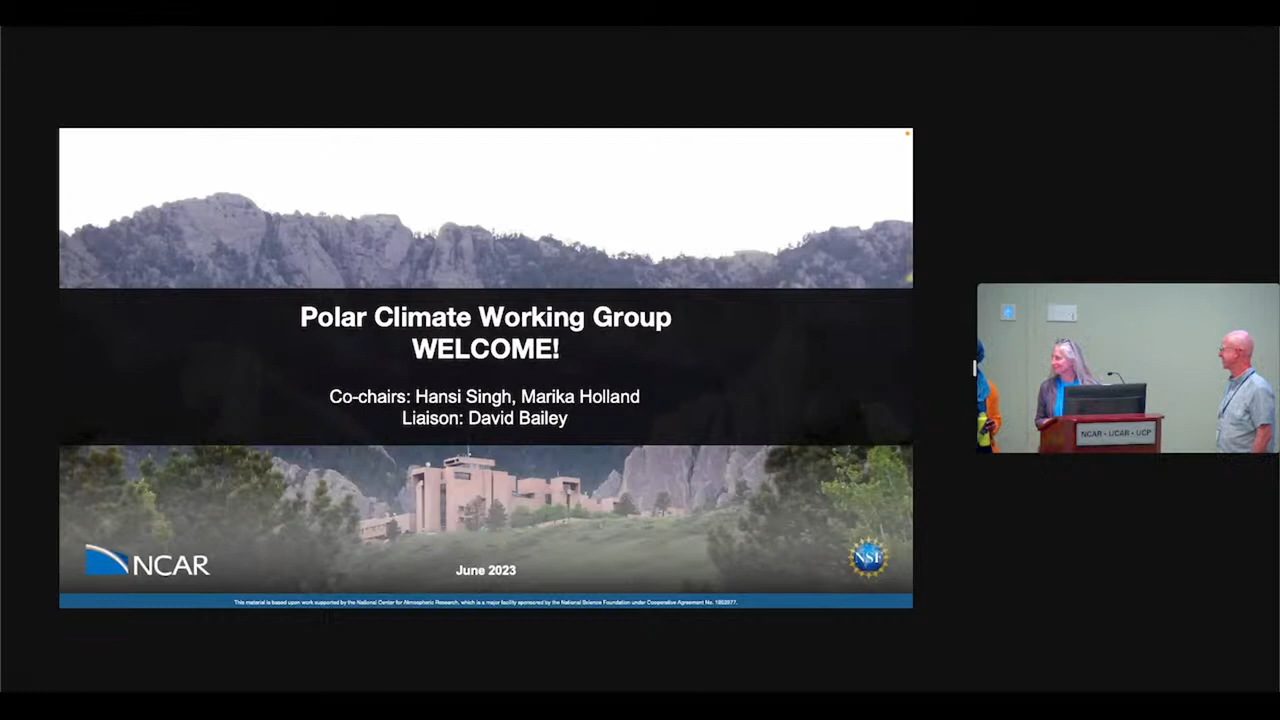 Polar Climate Working Group
WELCOME!
Co-chairs: Hansi Singh, Marika Holland
Liaison: David Bailey
NCAR
June 2023
NSF
This material is based upon work supported by the National Center for Atmospheric Research, which is a major facility sponsored by the National Science Foundation under Cooperative Agreement No. 1852977.
NCAR • UCAR • UCP